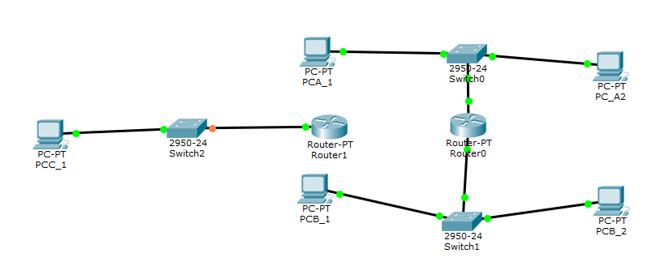 PC-PT
PCA_1
2950-24
Switch0
PC-PT
PC_A2
PC-PT
PCC_1
2950-24
Switch2
Router-PT
Router1
Router-PT
Router0
PC-PT
PCB_1
2950-24
Switch1
PC-PT
PCB_2